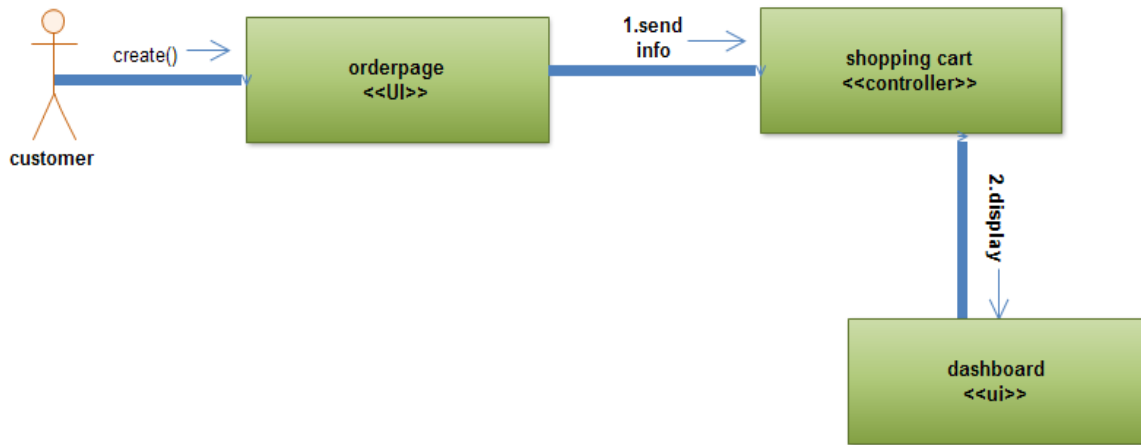 create()
customer
orderpage
<<UI>>
1.send
info
shopping cart
<<controller>>
2.display
dashboard
<<ui>>